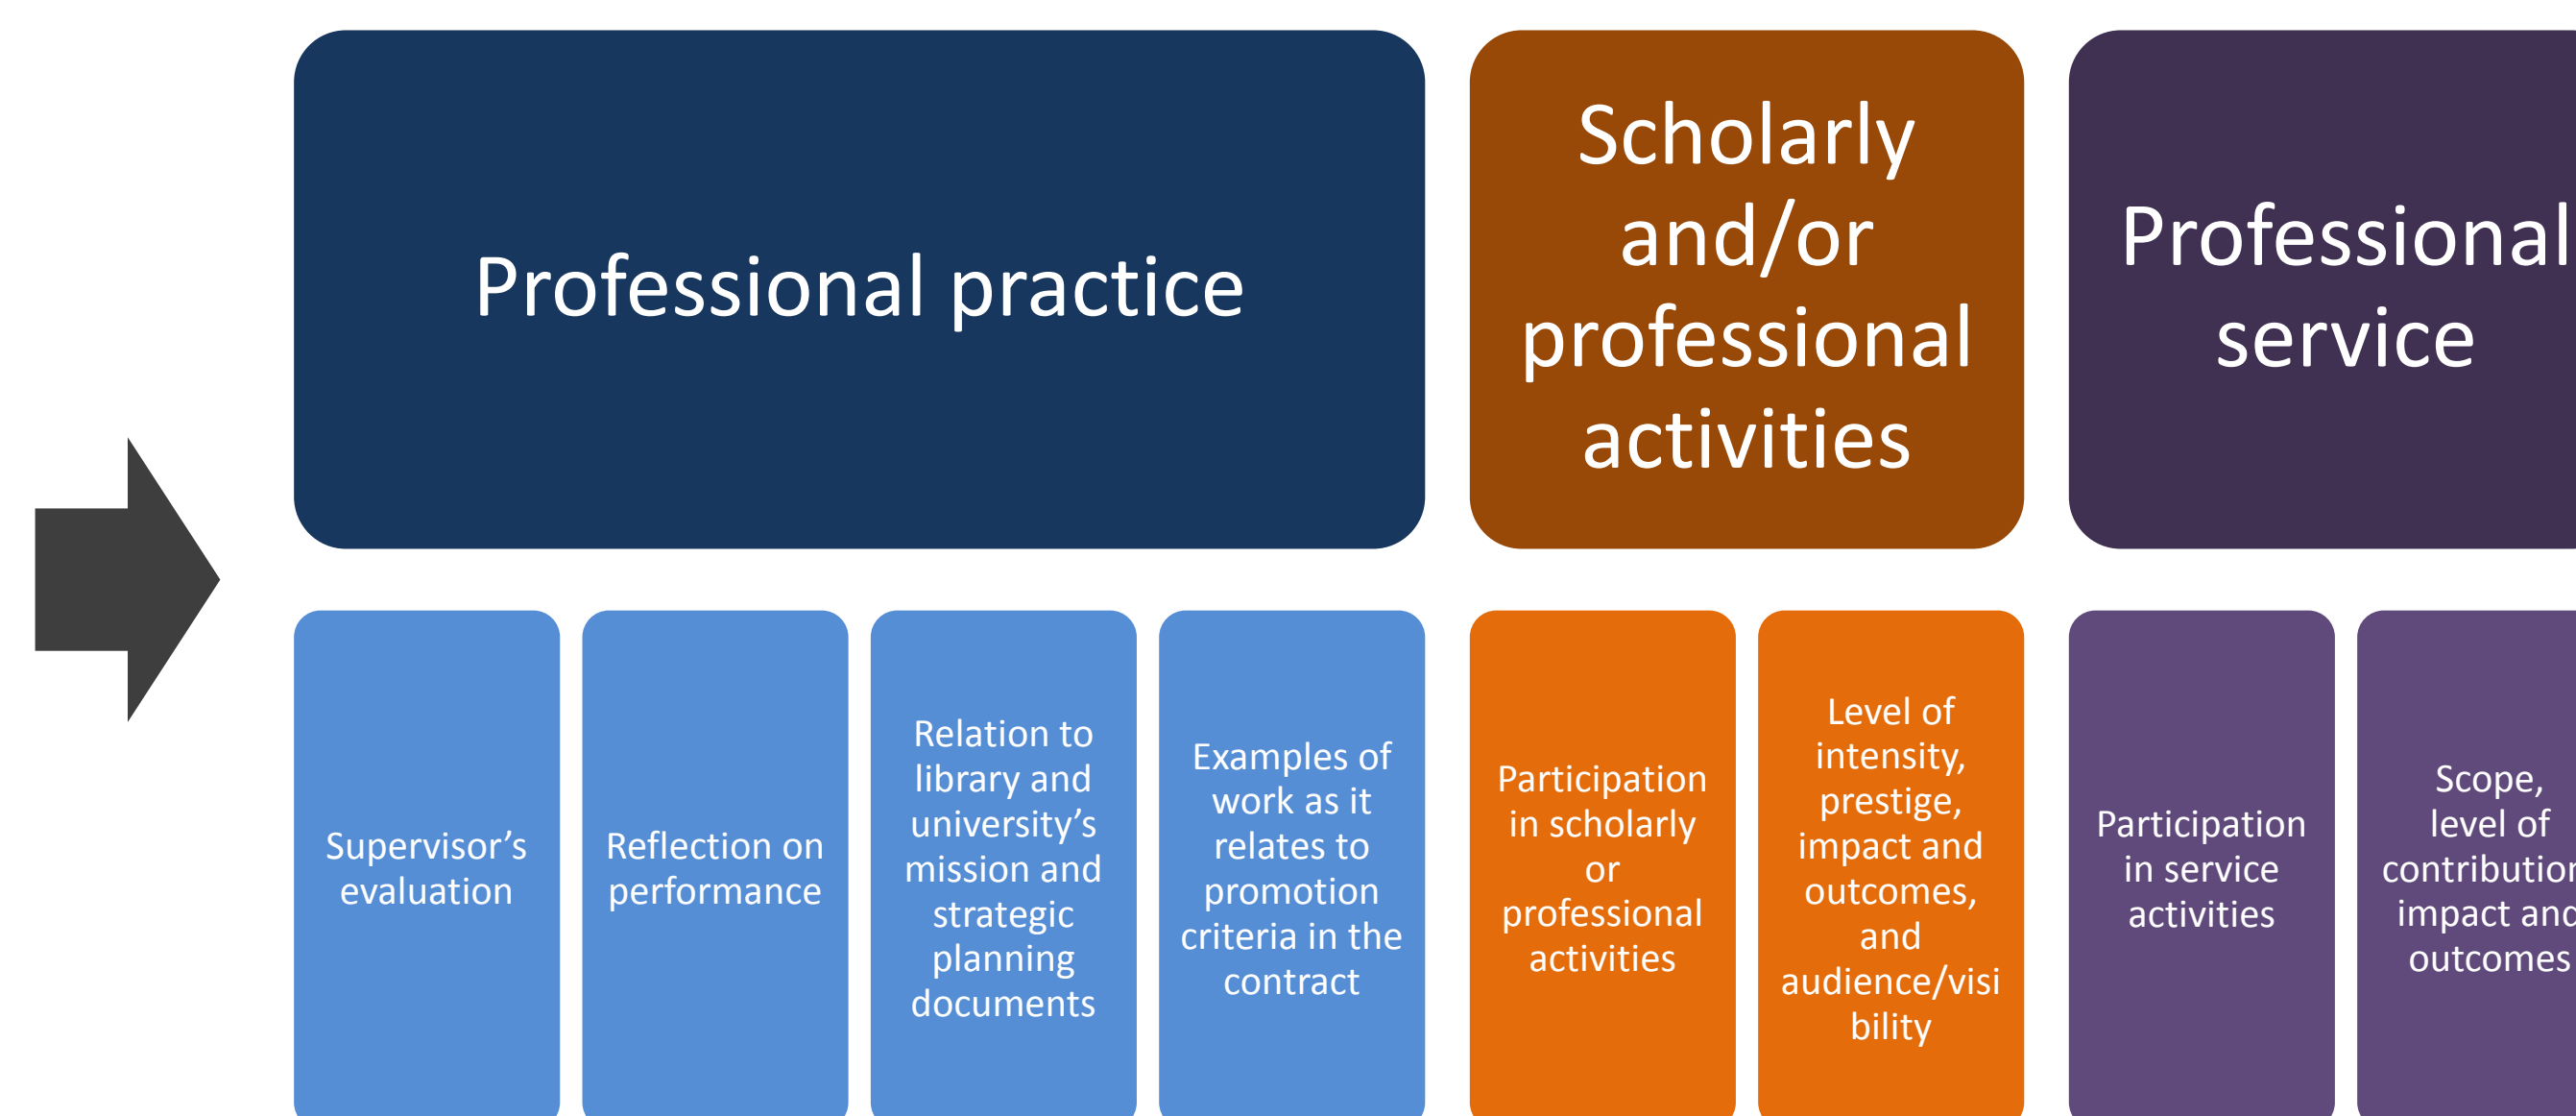 Professional practice
Scholarly
and/or
professional
activities
Professional
service
Supervisor’s
evaluation
Reflection on
performance
Relation to
library and
university’s
mission and
strategic
planning
documents
Examples of
work as it
relates to
promotion
criteria in the
contract
Participation
in scholarly
or
professional
activities
Level of
intensity,
prestige,
impact and
outcomes,
and
audience/visi
bility
Participation
in service
activities
Scope,
level of
contribution
impact and
outcomes